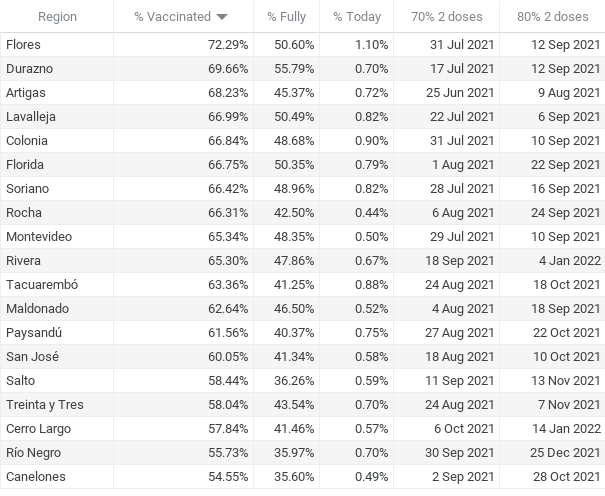 Region % Vaccinated % Fully % Today 70% 2 doses 80% 2 doses
Flores 72.29% 50.60% 1.10% 31 Jul 2021 12 Sep 2021
Durazno 69.66% 55.79% 0.70% 17 Jul 2021 12 Sep 2021
Artigas 68.23% 45.37% 0.72% 25 Jun 2021 9 Aug 2021
Lavalleja 66.99% 50.49% 0.82% 22 Jul 2021 6 Sep 2021
Colonia 66.84% 48.68% 0.90% 31 Jul 2021 10 Sep 2021
Florida 66.75% 50.35% 0.79% 1 Aug 2021 22 Sep 2021
Soriano 66.42% 48.96% 0.82% 28 Jul 2021 16 Sep 2021
Rocha 66.31% 42.50% 0.44% 6 Aug 2021 24 Sep 2021
Montevideo 65.34% 48.35% 0.50% 29 Jul 2021 10 Sep 2021
Rivera 65.30% 47.86% 0.67% 18 Sep 2021 4 Jan 2022
Tacuarembó 63.36% 41.25% 0.88% 24 Aug 2021 18 Oct 2021
Maldonado 62.64% 46.50% 0.52% 4 Aug 2021 18 Sep 2021
Paysandú 61.56% 40.37% 0.75% 27 Aug 2021 22 Oct 2021
San José 60.05% 41.34% 0.58% 18 Aug 2021 10 Oct 2021
Salto 58.44% 36.26% 0.59% 11 Sep 2021 13 Nov 2021
Treinta y Tres 58.04% 43.54% 0.70% 24 Aug 2021 7 Nov 2021
Cerro Largo 57.84% 41.46% 0.57% 6 Oct 2021 14 Jan 2022
Río Negro 55.73% 35.97% 0.70% 30 Sep 2021 25 Dec 2021
Canelones 54.55% 35.60% 0.49% 2 Sep 2021 28 Oct 2021